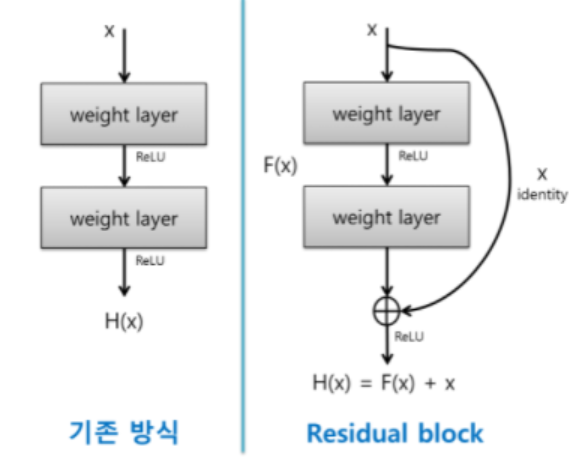 x
weight layer
ReLU
weight layer
ReLU
H(x)
기존 방식
x
weight layer
F(x)
ReLU
weight layer
x
identity
ReLU
H(x) = F(x) + x
Residual block